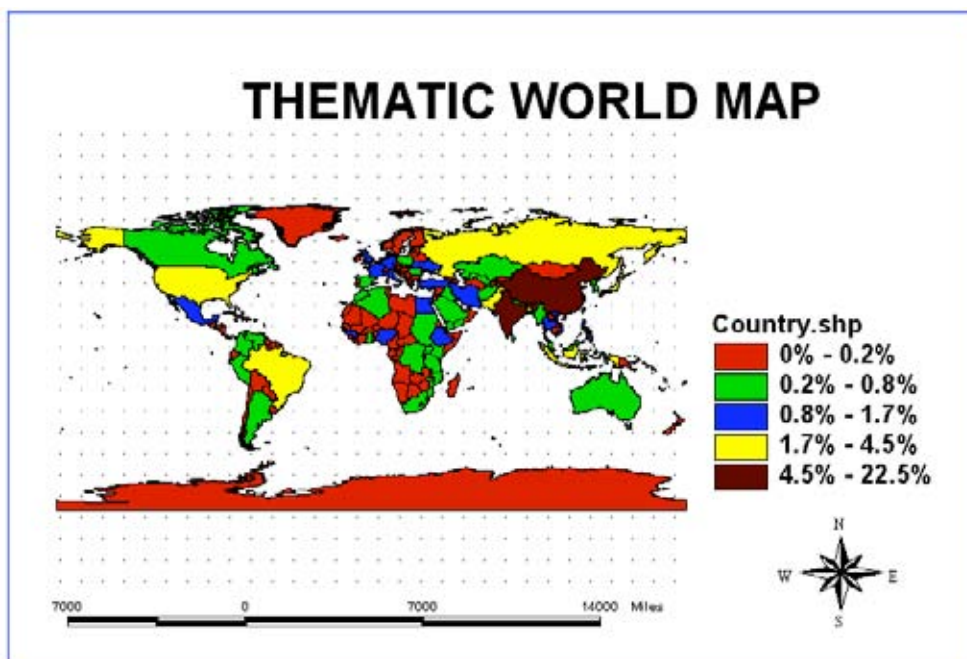 THEMATIC WORLD MAP
Country.shp
0% - 0.2%
0.2% - 0.8%
0.8% - 1.7%
1.7% - 4.5%
4.5% - 22.5%
N
W E
S
7000 0 7000 14000 Miles